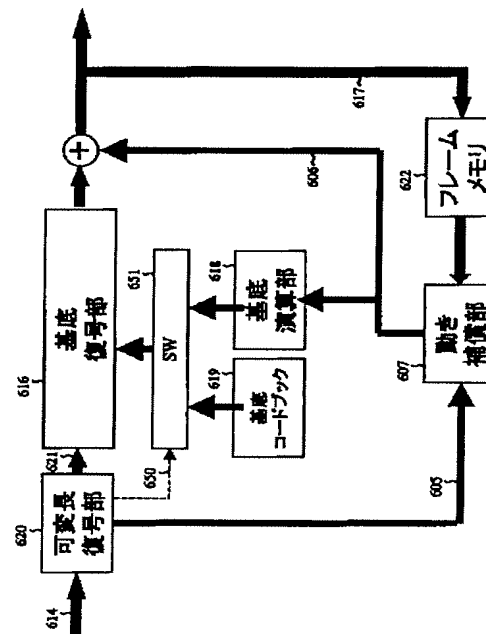 614
620
可変長
復号部
621
616
基底
復号部
+
650
651
SW
619
基底
コードブック
618
基底
演算部
606
617
605
607
動き
補償部
622
フレーム
メモリ